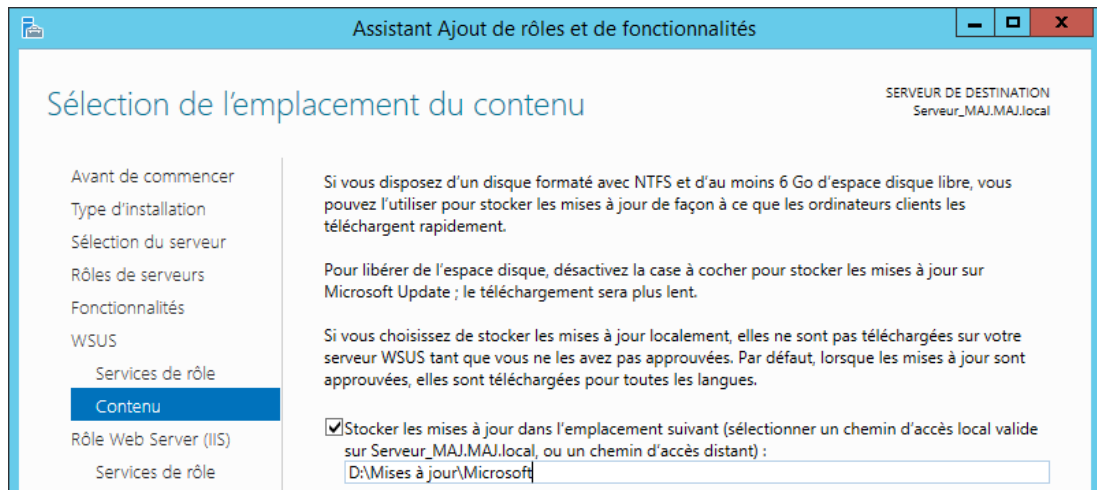 Assistant Ajout de rôles et de fonctionnalités
Sélection de l'emplacement du contenu
SERVEUR DE DESTINATION
Serveur_MAJ.MAJ.local
Avant de commencer
Type d'installation
Sélection du serveur
Rôles de serveurs
Fonctionnalités
WSUS
Services de rôle
Contenu
Rôle Web Server (IIS)
Services de rôle
Si vous disposez d'un disque formaté avec NTFS et d'au moins 6 Go d'espace disque libre, vous
pouvez l'utiliser pour stocker les mises à jour de façon à ce que les ordinateurs clients les
téléchargent rapidement.
Pour libérer de l'espace disque, désactivez la case à cocher pour stocker les mises à jour sur
Microsoft Update ; le téléchargement sera plus lent.
Si vous choisissez de stocker les mises à jour localement, elles ne sont pas téléchargées sur votre
serveur WSUS tant que vous ne les avez pas approuvées. Par défaut, lorsque les mises à jour sont
approuvées, elles sont téléchargées pour toutes les langues.
Stocker les mises à jour dans l'emplacement suivant (sélectionner un chemin d'accès local valide
sur Serveur_MAJ.MAJ.local, ou un chemin d'accès distant) :
D:\Mises à jour\Microsoft